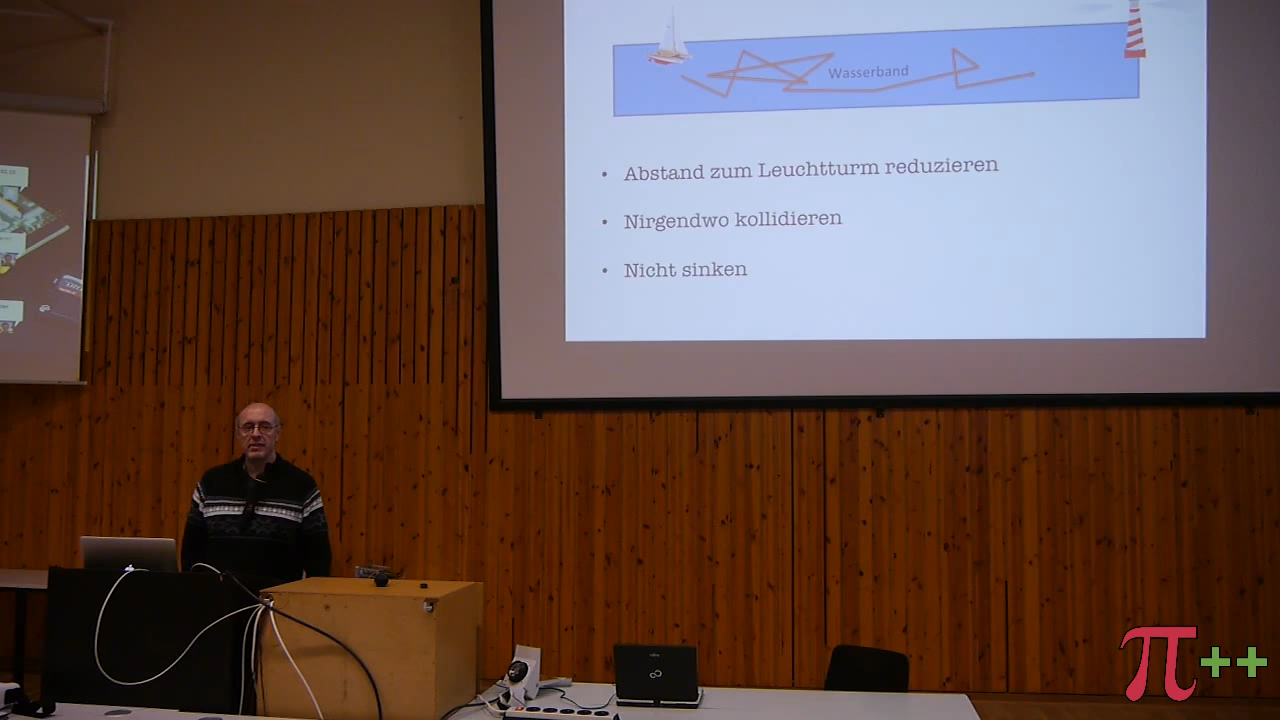 Wasserband
• Abstand zum Leuchtturm reduzieren
• Nirgendwo kollidieren
• Nicht sinken
π++